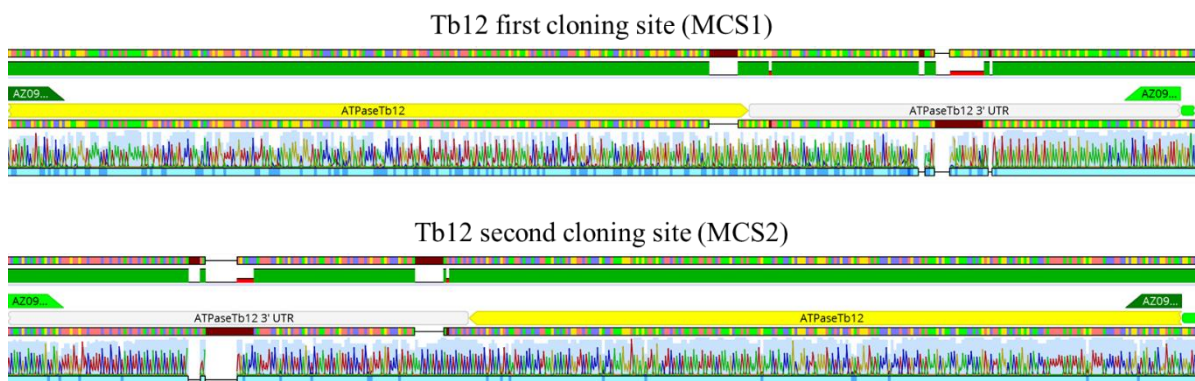 Tb12 first cloning site (MCS1)
AZ09...
ATPaseTb12
ATPaseTb12 3' UTR
AZ09...
Tb12 second cloning site (MCS2)
AZ09...
AZ09...
ATPaseTb12 3' UTR
ATPaseTb12